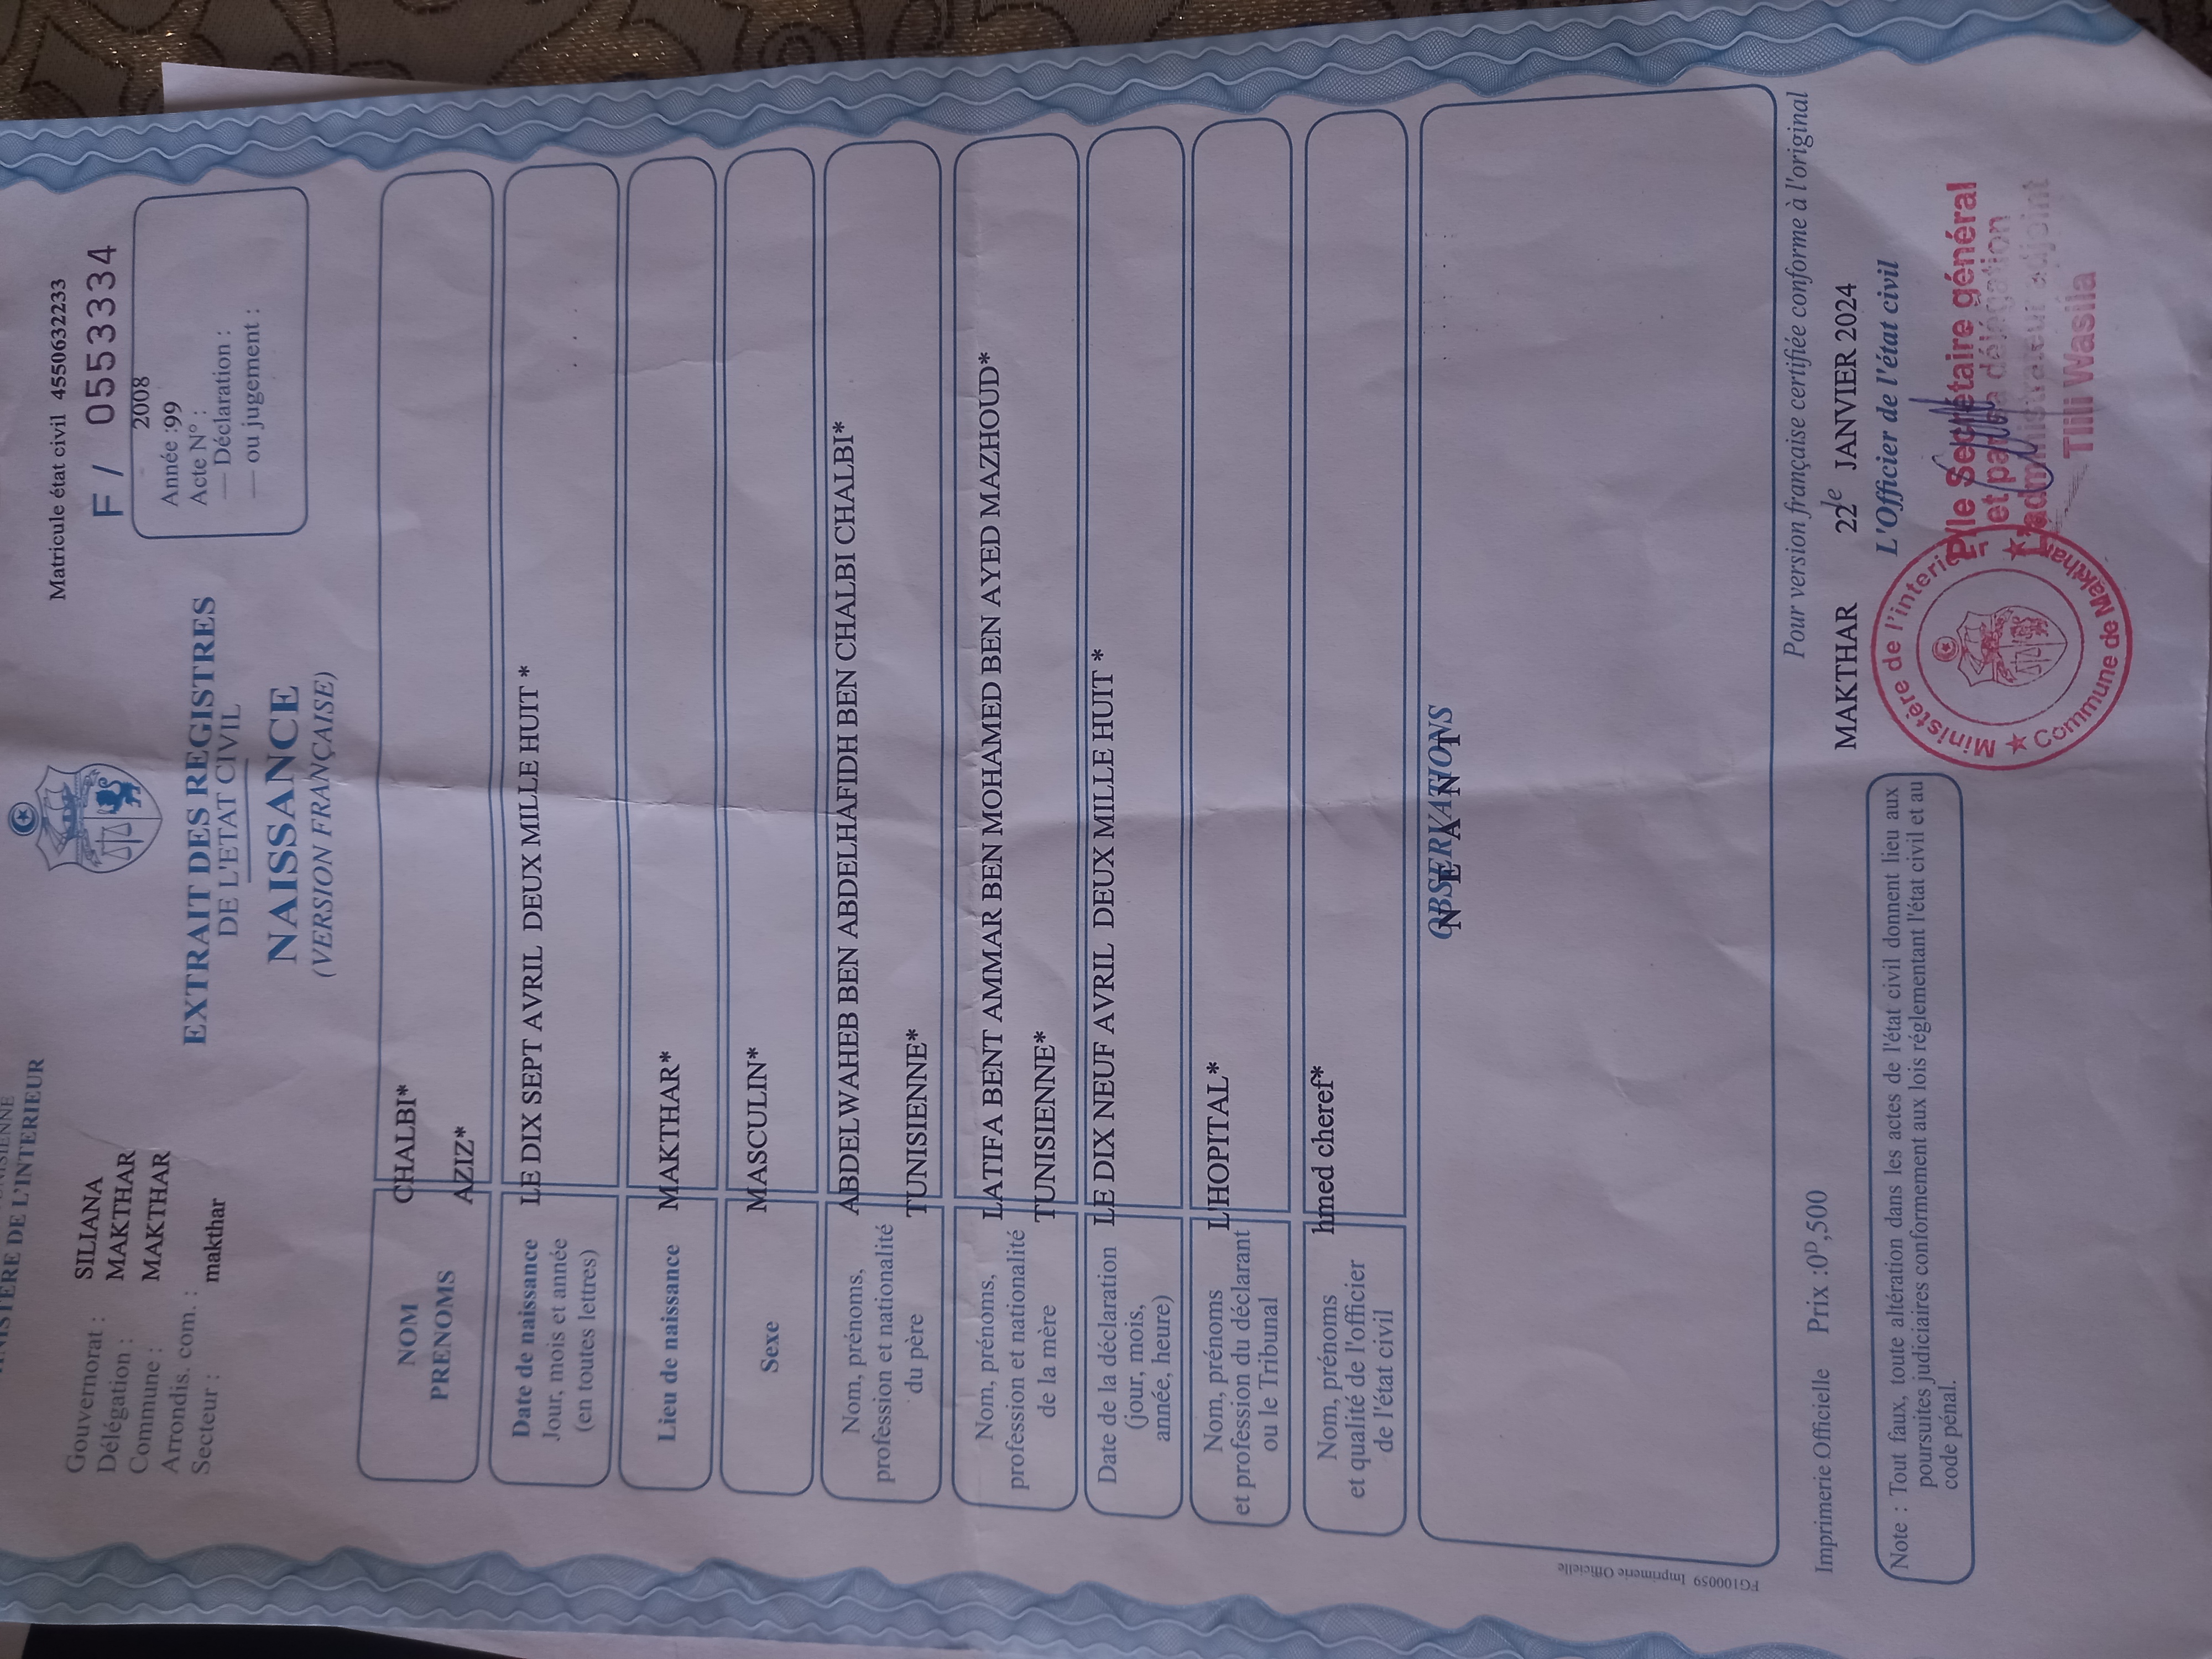 MINISTERE DE L'INTERIEUR
Gouvernorat : SILIANA
Délégation : MAKTHAR
Commune : MAKTHAR
Arrondis. com. :
Secteur : makthar
Matricule état civil 4550632233
F / 0553334
2008
Année :99
Acte N° :
— Déclaration :
— ou jugement :
EXTRAIT DES REGISTRES
DE L'ETAT CIVIL
NAISSANCE
(VERSION FRANÇAISE)
NOM CHALBI*
PRENOMS AZIZ*
Date de naissance
Jour, mois et année
(en toutes lettres)
LE DIX SEPT AVRIL DEUX MILLE HUIT *
Lieu de naissance MAKTHAR*
Sexe MASCULIN*
Nom, prénoms,
profession et nationalité
du père
ABDELWAHEB BEN ABDELHAFIDH BEN CHALBI CHALBI*
TUNISIENNE*
Nom, prénoms,
profession et nationalité
de la mère
LATIFA BENT AMMAR BEN MOHAMED BEN AYED MAZHOUD*
TUNISIENNE*
Date de la déclaration
(jour, mois,
année, heure)
LE DIX NEUF AVRIL DEUX MILLE HUIT *
Nom, prénoms
et profession du déclarant
ou le Tribunal
L'HOPITAL*
Nom, prénoms
et qualité de l'officier
de l'état civil
hmed cheref*
OBSERVATIONS
N E A N T
FG100059 Imprimerie Officielle
Pour version française certifiée conforme à l'original
Imprimerie Officielle Prix :0D,500
MAKTHAR 22 le JANVIER 2024
L'Officier de l'état civil
Note : Tout faux, toute altération dans les actes de l'état civil donnent lieu aux
poursuites judiciaires conformement aux lois réglementant l'état civil et au
code pénal.
Ministère de l'interieur
Commune de Makthar
P/le Secrétaire général
et par sa délégation
L'administrateur adjoint
Tlili Wasila